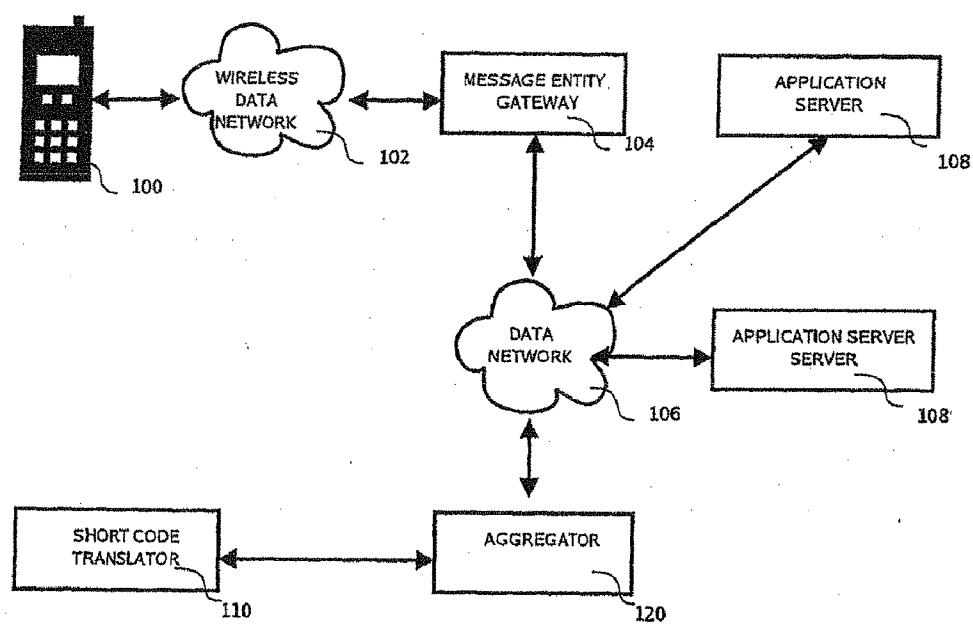 WIRELESS
DATA
NETWORK
102
100
MESSAGE ENTITY
GATEWAY
104
APPLICATION
SERVER
108
DATA
NETWORK
106
APPLICATION SERVER
SERVER
108'
SHORT CODE
TRANSLATOR
110
AGGREGATOR
120